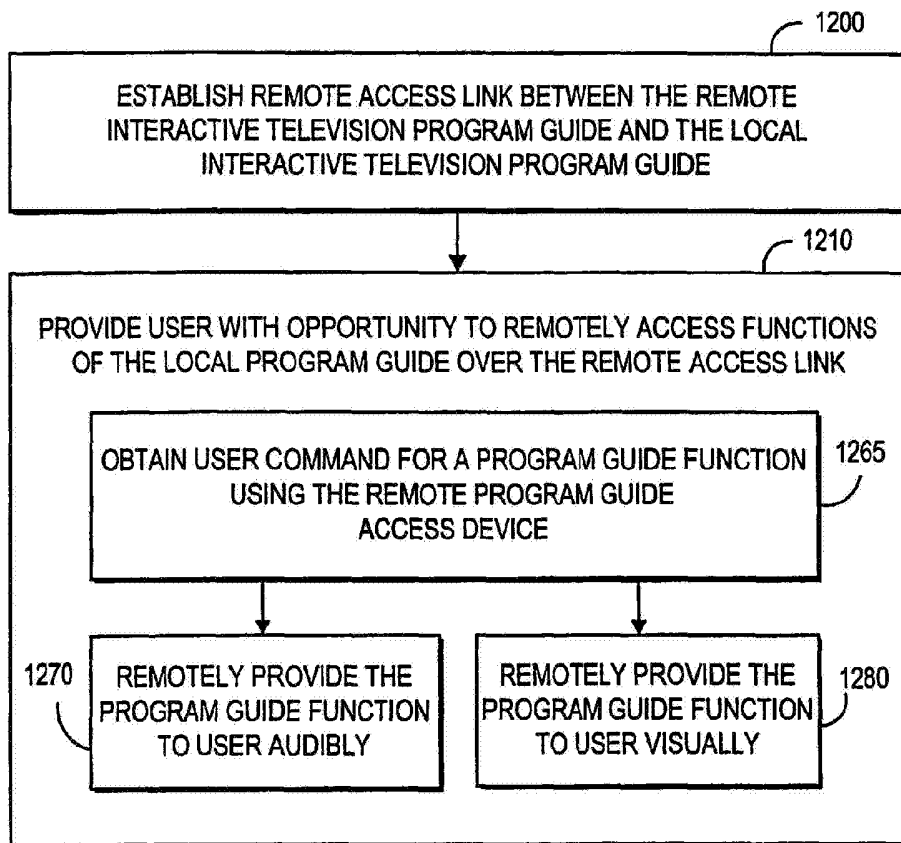 1200
ESTABLISH REMOTE ACCESS LINK BETWEEN THE REMOTE
INTERACTIVE TELEVISION PROGRAM GUIDE AND THE LOCAL
INTERACTIVE TELEVISION PROGRAM GUIDE
1210
PROVIDE USER WITH OPPORTUNITY TO REMOTELY ACCESS FUNCTIONS
OF THE LOCAL PROGRAM GUIDE OVER THE REMOTE ACCESS LINK
OBTAIN USER COMMAND FOR A PROGRAM GUIDE FUNCTION
USING THE REMOTE PROGRAM GUIDE
ACCESS DEVICE
1265
1270
REMOTELY PROVIDE THE
PROGRAM GUIDE FUNCTION
TO USER AUDIBLY
REMOTELY PROVIDE THE
PROGRAM GUIDE FUNCTION
TO USER VISUALLY
1280